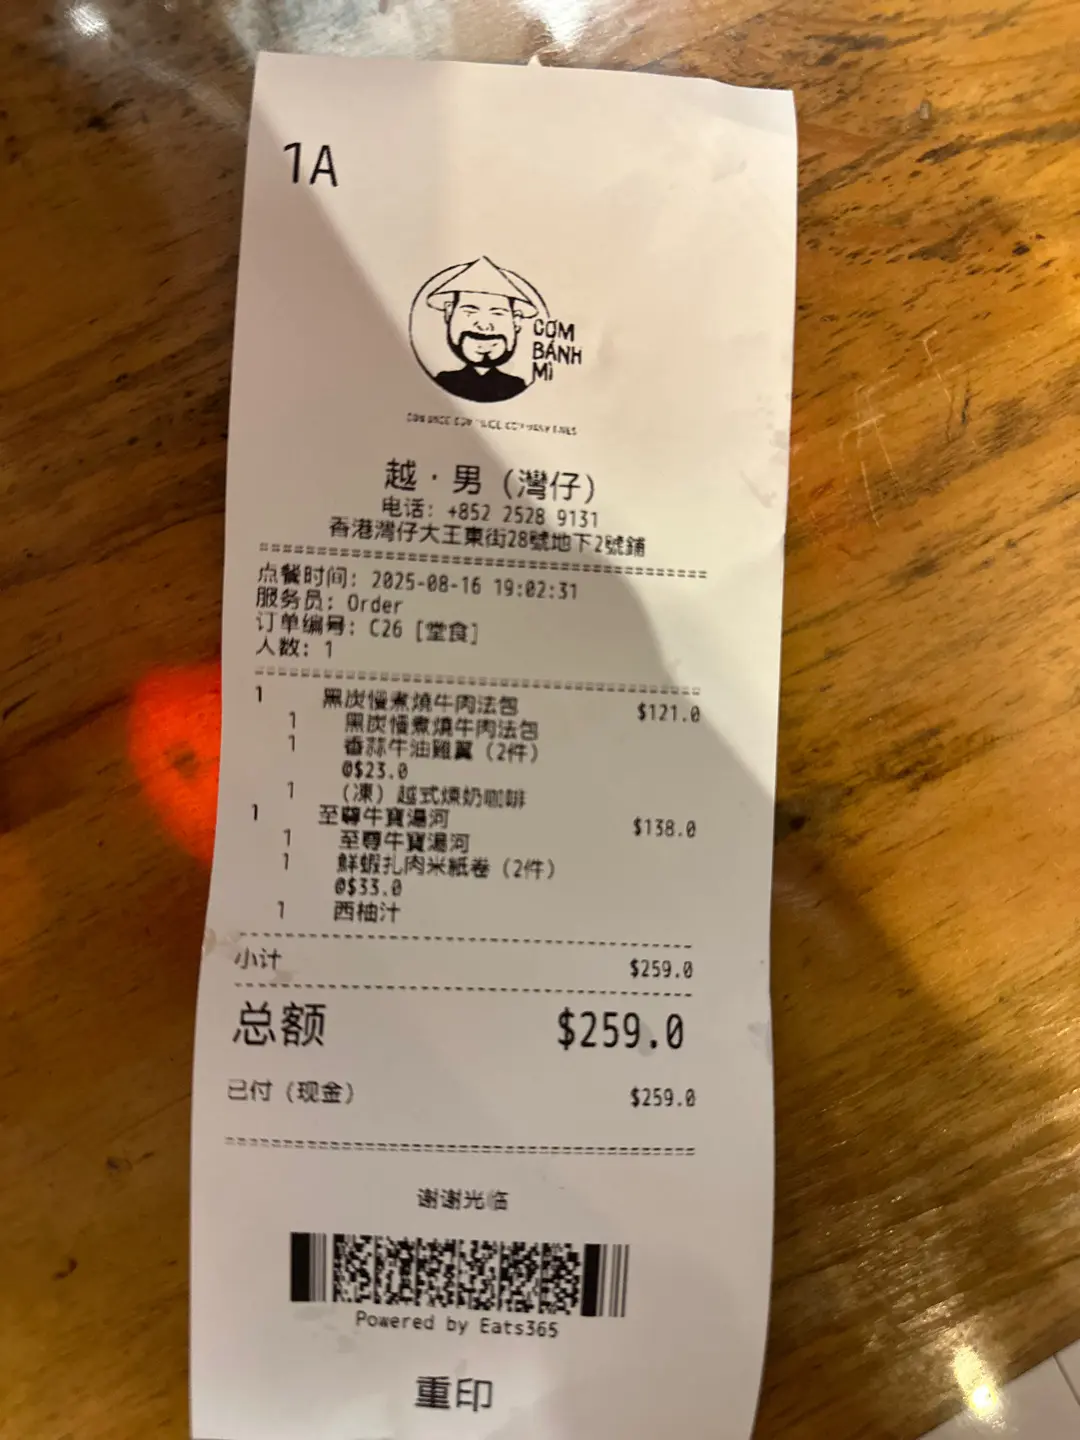 1A
CƠM
BÁNH
MÌ
越·男（灣仔）
电话: +852 2528 9131
香港灣仔大王東街28號地下2號鋪
点餐时间: 2025-08-16 19:02:31
服务员: Order
订单编号: C26 [堂食]
人数: 1
1 黑炭慢煮燒牛肉法包 $121.0
1 黑炭慢煮燒牛肉法包
1 香蒜牛油雞翼（2件）
@$23.0
1 （凍）越式煉奶咖啡
1 至尊牛寶湯河 $138.0
1 至尊牛寶湯河
1 鮮蝦扎肉米紙卷（2件）
@$33.0
1 西柚汁
小计 $259.0
总额 $259.0
已付（现金） $259.0
谢谢光临
Powered by Eats365
重印